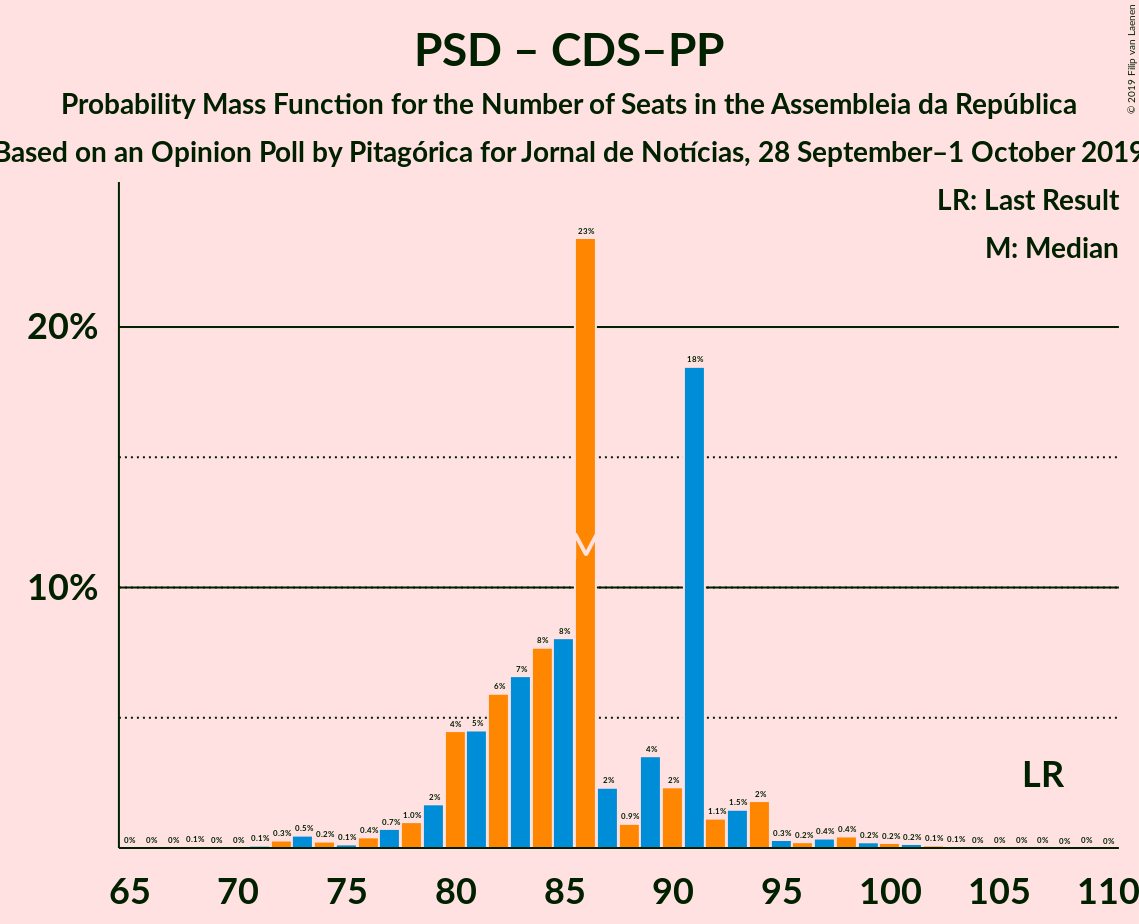 PSD – CDS–PP
Probability Mass Function for the Number of Seats in the Assembleia da República
Based on an Opinion Poll by Pitagórica for Jornal de Notícias, 28 September–1 October 2019
© 2019 Filip van Laenen
LR: Last Result
M: Median
20%
10%
0% 0% 0% 0.1% 0% 0% 0.1% 0.3% 0.5% 0.2% 0.1% 0.4% 0.7% 1.0% 2% 4% 5% 6% 7% 8% 8% 23% 2% 0.9% 4% 2% 18% 1.1% 1.5% 2% 0.3% 0.2% 0.4% 0.4% 0.2% 0.2% 0.2% 0.1% 0.1% 0% 0% 0% 0% 0% 0% 0%
M
LR
65 70 75 80 85 90 95 100 105 110